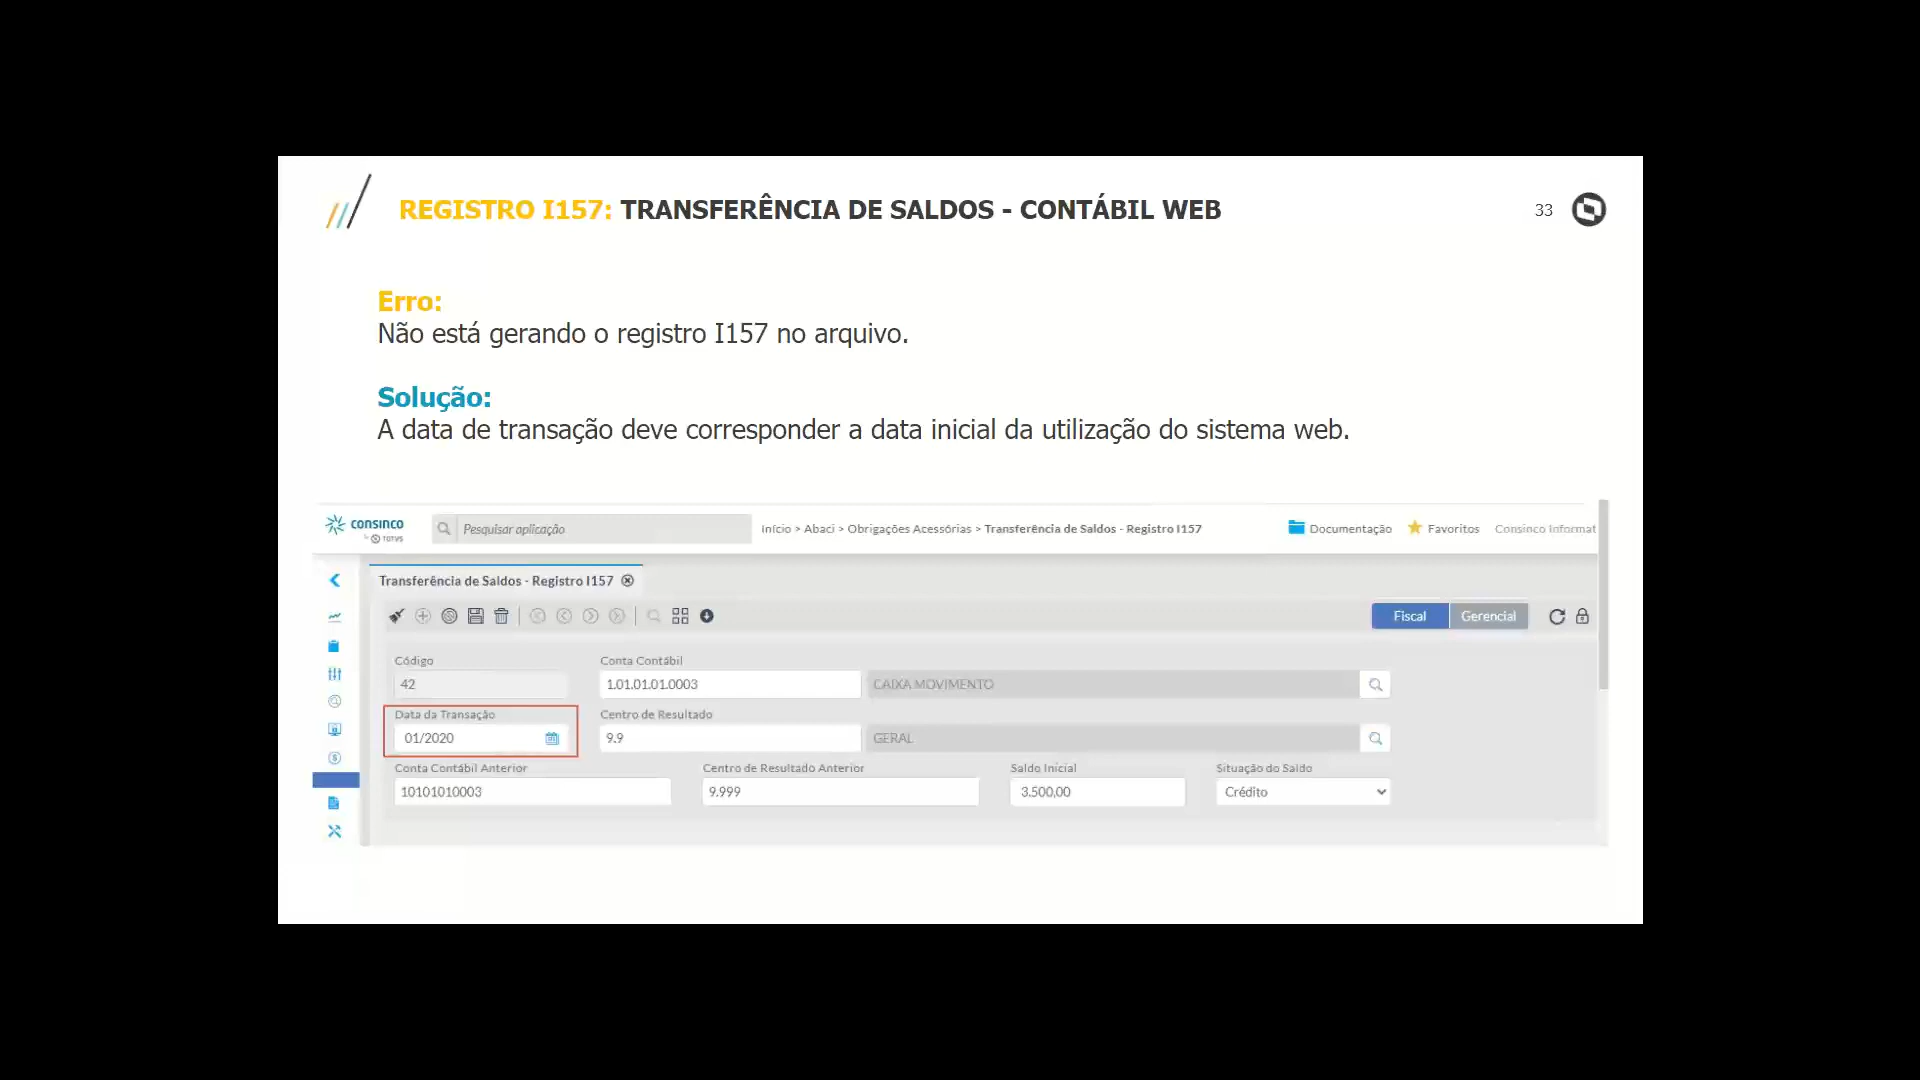 REGISTRO I157: TRANSFERÊNCIA DE SALDOS - CONTÁBIL WEB
33
Erro:
Não está gerando o registro I157 no arquivo.
Solução:
A data de transação deve corresponder a data inicial da utilização do sistema web.
CONSINCO
by TOTVS
Pesquisar aplicação
Início > Abaci > Obrigações Acessórias > Transferência de Saldos - Registro I157
Documentação
Favoritos
Consinco Informat
Transferência de Saldos - Registro I157
Fiscal
Gerencial
Código
Conta Contábil
42
1.01.01.01.0003
CAIXA MOVIMENTO
Data da Transação
Centro de Resultado
01/2020
9.9
GERAL
Conta Contábil Anterior
Centro de Resultado Anterior
Saldo Inicial
Situação do Saldo
10101010003
9.999
3.500,00
Crédito